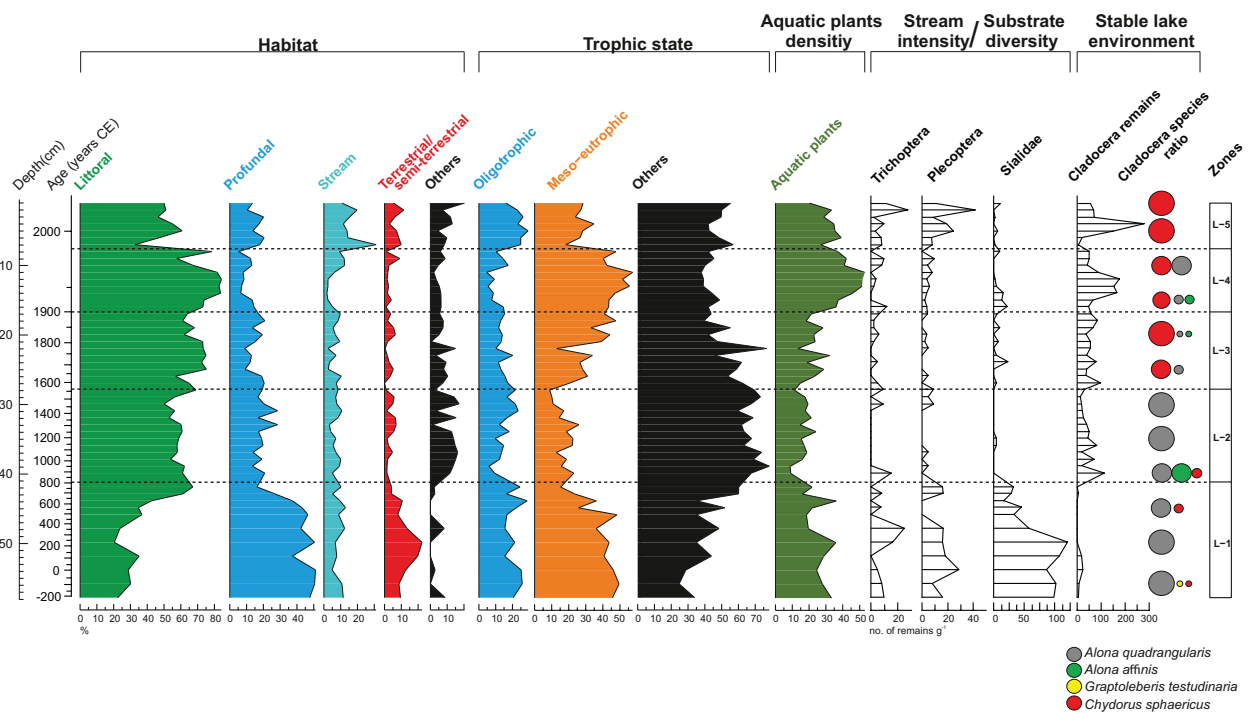 Habitat
Trophic state
Aquatic plants
densitiy
Stream
intensity/
Substrate
diversity
Stable lake
environment
Depth(cm)
Age (years CE)
Littoral
Profundal
Stream
Terrestrial/
semi-terrestrial
Others
Oligotrophic
Meso-eutrophic
Others
Aquatic plants
Trichoptera
Plecoptera
Sialidae
Cladocera remains
Cladocera species
ratio
Zones
10
20
30
40
50
2000
1900
1800
1600
1400
1200
1000
800
600
400
200
0
-200
L-5
L-4
L-3
L-2
L-1
0 10 20 30 40 50 60 70 80
0 10 20 30 40 50
0 10 20 30
0 10 20
0 10
0 10 20
0 10 20 30 40 50
0 10 20 30 40 50 60 70
0 10 20 30 40 50
0 20 40
0 20 40
0 50 100
0 100 200 300
%
no. of remains g⁻¹
Alona quadrangularis
Alona affinis
Graptoleberis testudinaria
Chydorus sphaericus